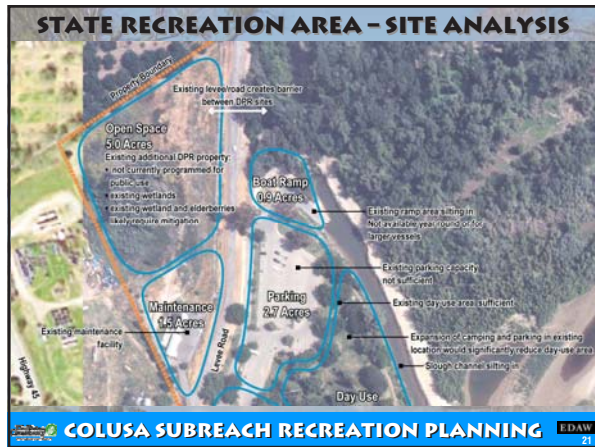 STATE RECREATION AREA – SITE ANALYSIS
Property Boundary
Existing levee/road creates barrier
between DPR sites
Open Space
5.0 Acres
Existing additional DPR property:
• not currently programmed for
public use
• existing wetlands
• existing wetland and elderberries
likely require mitigation
Boat Ramp
0.9 Acres
Existing ramp area silting in
Not available year round or for
larger vessels
Existing parking capacity
not sufficient
Parking
2.7 Acres
Existing day-use area sufficient
Maintenance
1.5 Acres
Existing maintenance
facility
Levee Road
Expansion of camping and parking in existing
location would significantly reduce day-use area
Slough channel silting in
Highway 45
Day Use
COLUSA SUBREACH RECREATION PLANNING
EDAW
21